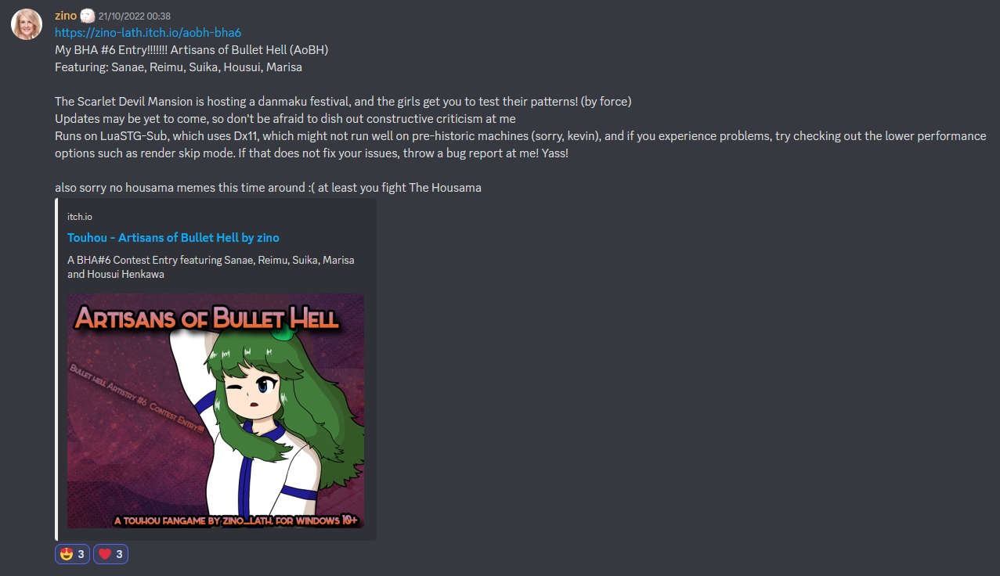 zino 21/10/2022 00:38
https://zino-lath.itch.io/aobh-bha6
My BHA #6 Entry!!!!!!! Artisans of Bullet Hell (AoBH)
Featuring: Sanae, Reimu, Suika, Housui, Marisa
The Scarlet Devil Mansion is hosting a danmaku festival, and the girls get you to test their patterns! (by force)
Updates may be yet to come, so don't be afraid to dish out constructive criticism at me
Runs on LuaSTG-Sub, which uses Dx11, which might not run well on pre-historic machines (sorry, kevin), and if you experience problems, try checking out the lower performance
options such as render skip mode. If that does not fix your issues, throw a bug report at me! Yass!
also sorry no housama memes this time around :( at least you fight The Housama
itch.io
Touhou - Artisans of Bullet Hell by zino
A BHA#6 Contest Entry featuring Sanae, Reimu, Suika, Marisa
and Housui Henkawa
Artisans of Bullet Hell
Bullet Hell Artistry #6 Contest Entry!!!
A Touhou fangame by zino_lath, for Windows 10+
3
3